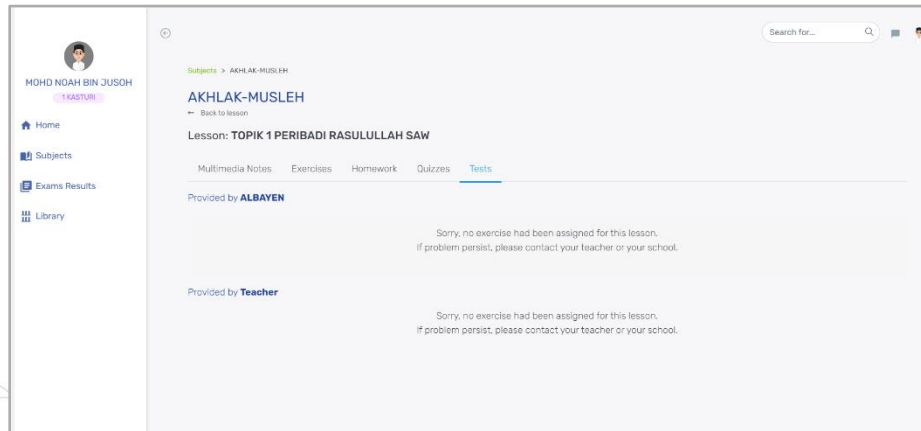 Search for...
MOHD NOAH BIN JUSOH
1 KASTURI
Home
Subjects
Exams Results
Library
Subjects > AKHLAK-MUSLEH
AKHLAK-MUSLEH
← Back to lesson
Lesson: TOPIK 1 PERIBADI RASULULLAH SAW
Multimedia Notes Exercises Homework Quizzes Tests
Provided by ALBAYEN
Sorry, no exercise had been assigned for this lesson.
If problem persist, please contact your teacher or your school.
Provided by Teacher
Sorry, no exercise had been assigned for this lesson.
If problem persist, please contact your teacher or your school.